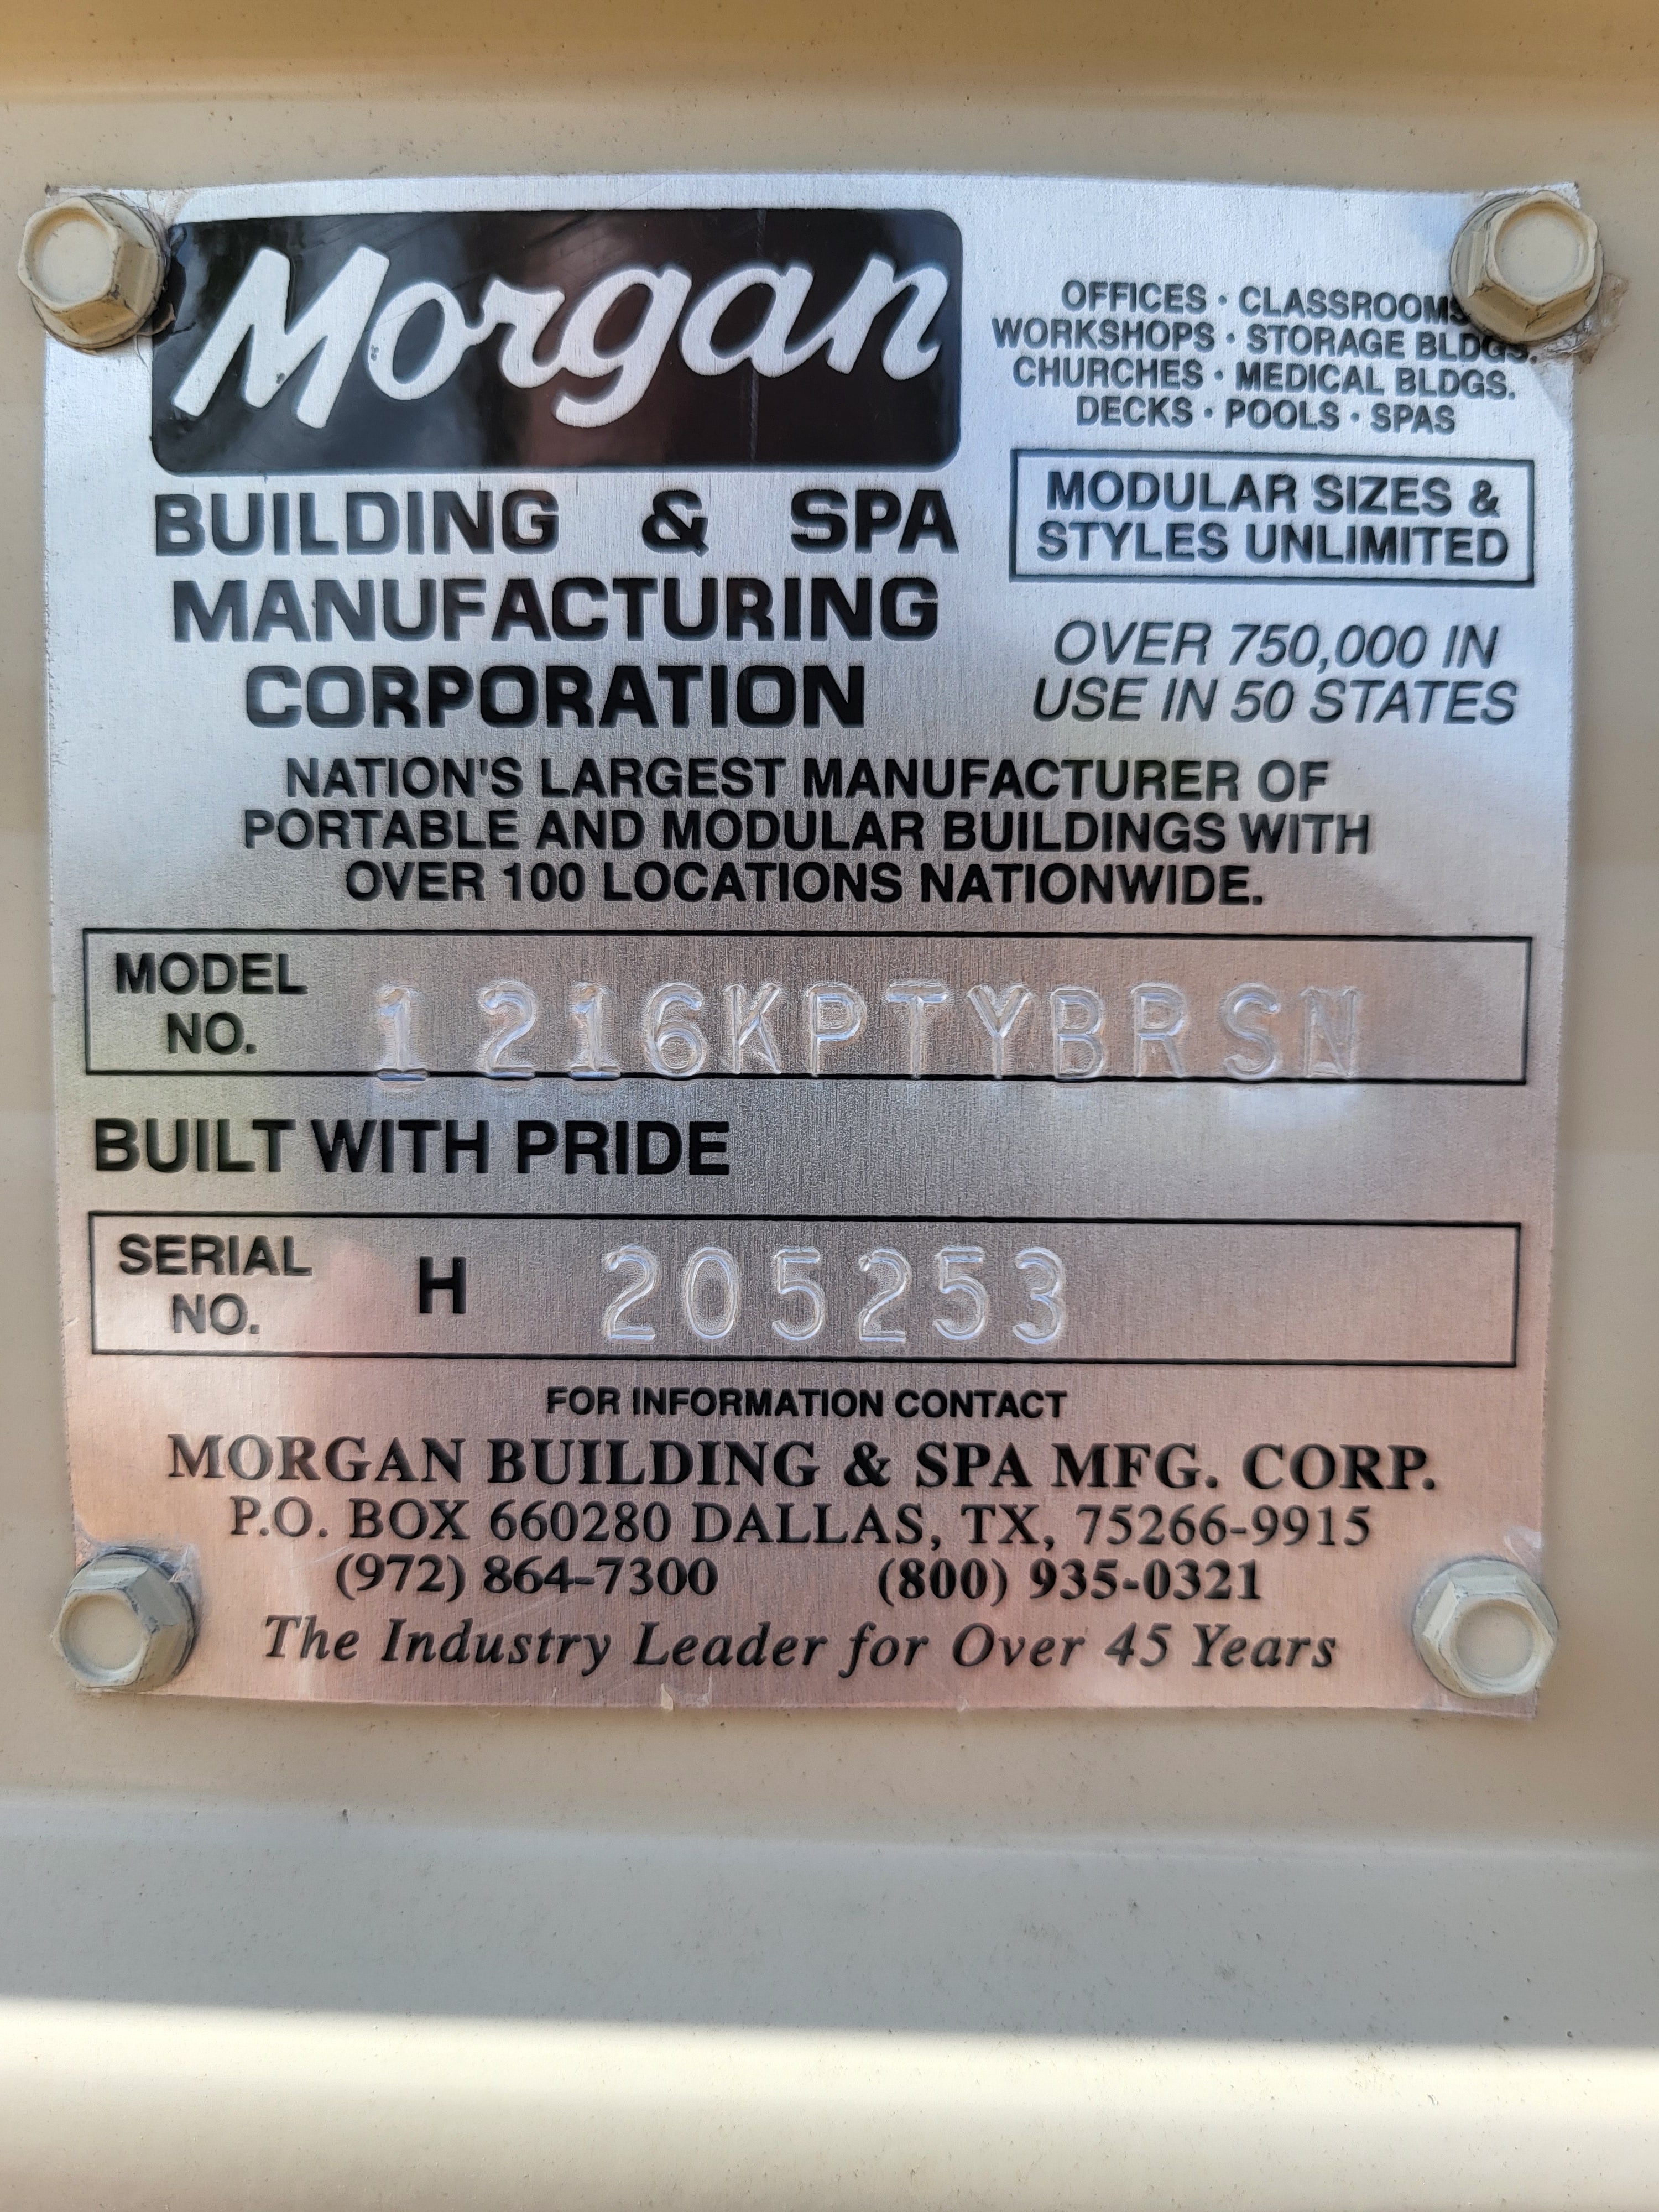 Morgan
BUILDING & SPA
MANUFACTURING
CORPORATION
OFFICES • CLASSROOMS
WORKSHOPS • STORAGE BLDGS.
CHURCHES • MEDICAL BLDGS.
DECKS • POOLS • SPAS
MODULAR SIZES &
STYLES UNLIMITED
OVER 750,000 IN
USE IN 50 STATES
NATION'S LARGEST MANUFACTURER OF
PORTABLE AND MODULAR BUILDINGS WITH
OVER 100 LOCATIONS NATIONWIDE.
MODEL
NO. 1216KPTYBRSN
BUILT WITH PRIDE
SERIAL
NO. H 205253
FOR INFORMATION CONTACT
MORGAN BUILDING & SPA MFG. CORP.
P.O. BOX 660280 DALLAS, TX, 75266-9915
(972) 864-7300 (800) 935-0321
The Industry Leader for Over 45 Years